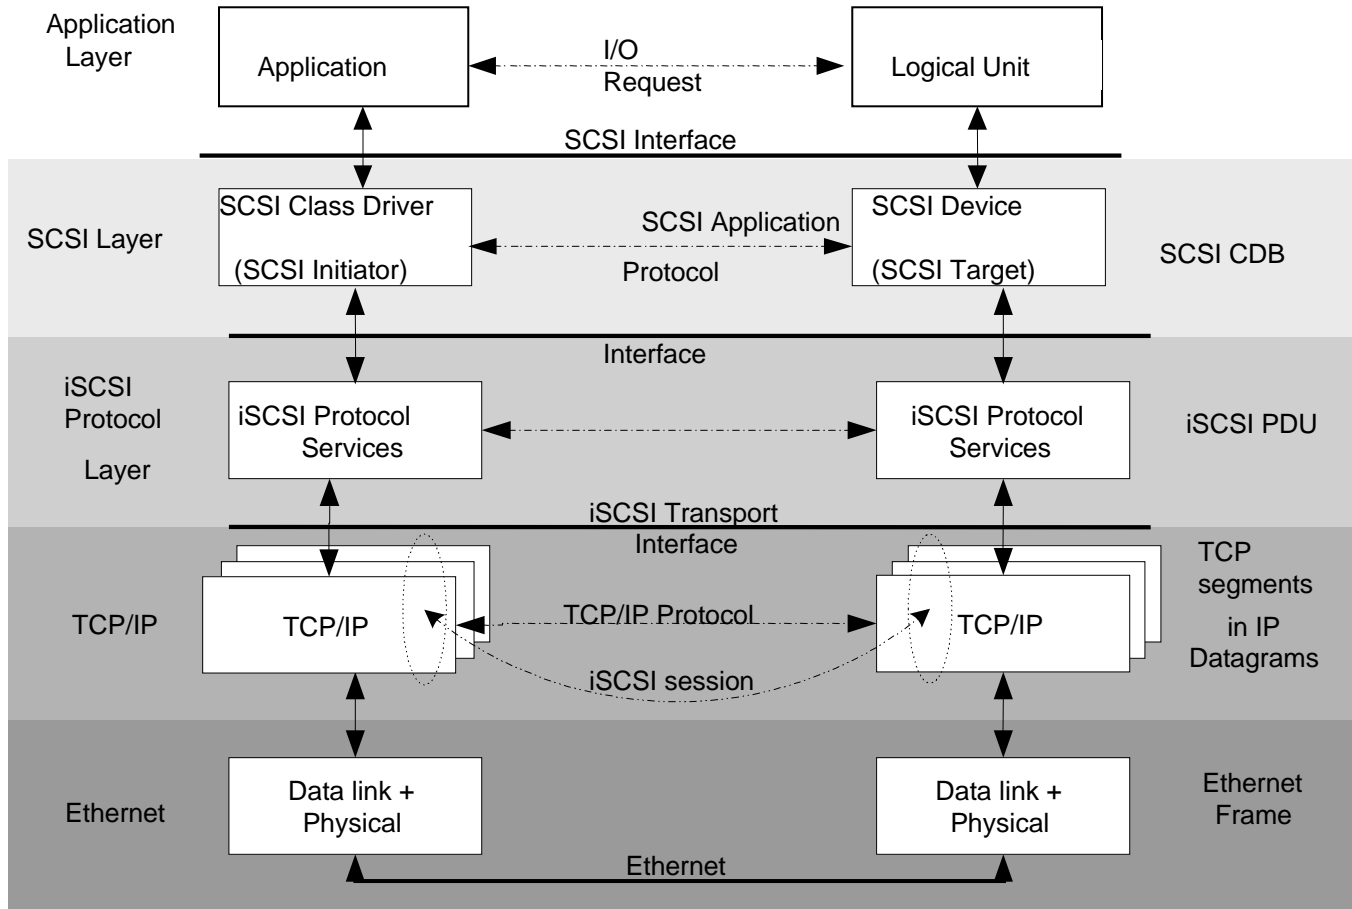 Application
Layer
Application
I/O
Request
Logical Unit
SCSI Interface
SCSI Layer
SCSI Class Driver
(SCSI Initiator)
SCSI Application
Protocol
SCSI Device
(SCSI Target)
SCSI CDB
Interface
iSCSI
Protocol
Layer
iSCSI Protocol
Services
iSCSI Protocol
Services
iSCSI PDU
iSCSI Transport
Interface
TCP/IP
TCP/IP
TCP/IP Protocol
iSCSI session
TCP/IP
TCP
segments
in IP
Datagrams
Ethernet
Data link +
Physical
Data link +
Physical
Ethernet
Frame
Ethernet